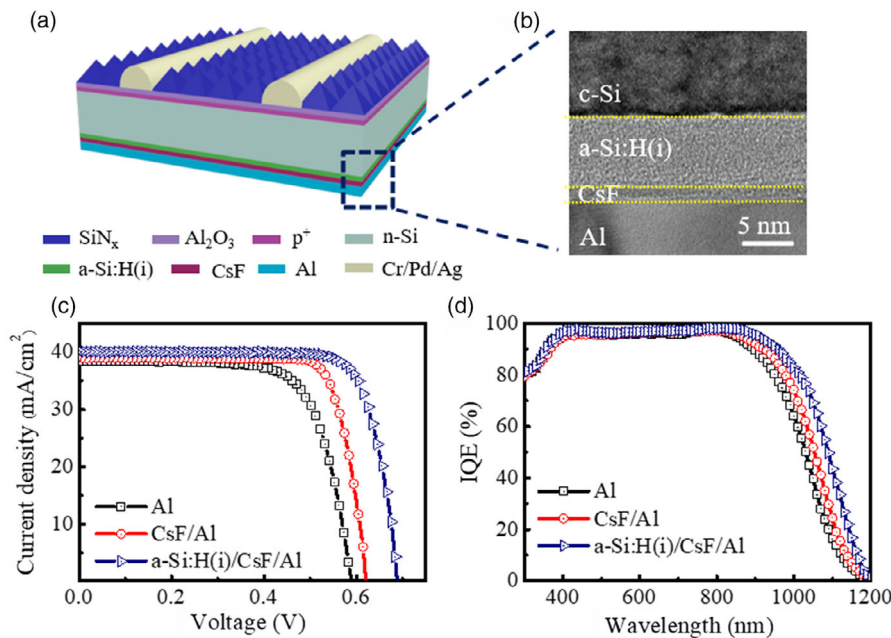 (a)
SiNx
Al2O3
p+
n-Si
a-Si:H(i)
CsF
Al
Cr/Pd/Ag
(b)
c-Si
a-Si:H(i)
CsF
Al
5 nm
(c)
Current density (mA/cm2)
40
30
20
10
0.0
0.2
0.4
0.6
Voltage (V)
Al
CsF/Al
a-Si:H(i)/CsF/Al
(d)
IQE (%)
100
80
60
40
20
0
400
600
800
1000
1200
Wavelength (nm)
Al
CsF/Al
a-Si:H(i)/CsF/Al